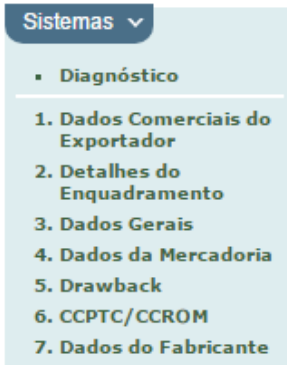 Sistemas
▪ Diagnóstico
1. Dados Comerciais do
Exportador
2. Detalhes do
Enquadramento
3. Dados Gerais
4. Dados da Mercadoria
5. Drawback
6. CCPTC/CCROM
7. Dados do Fabricante